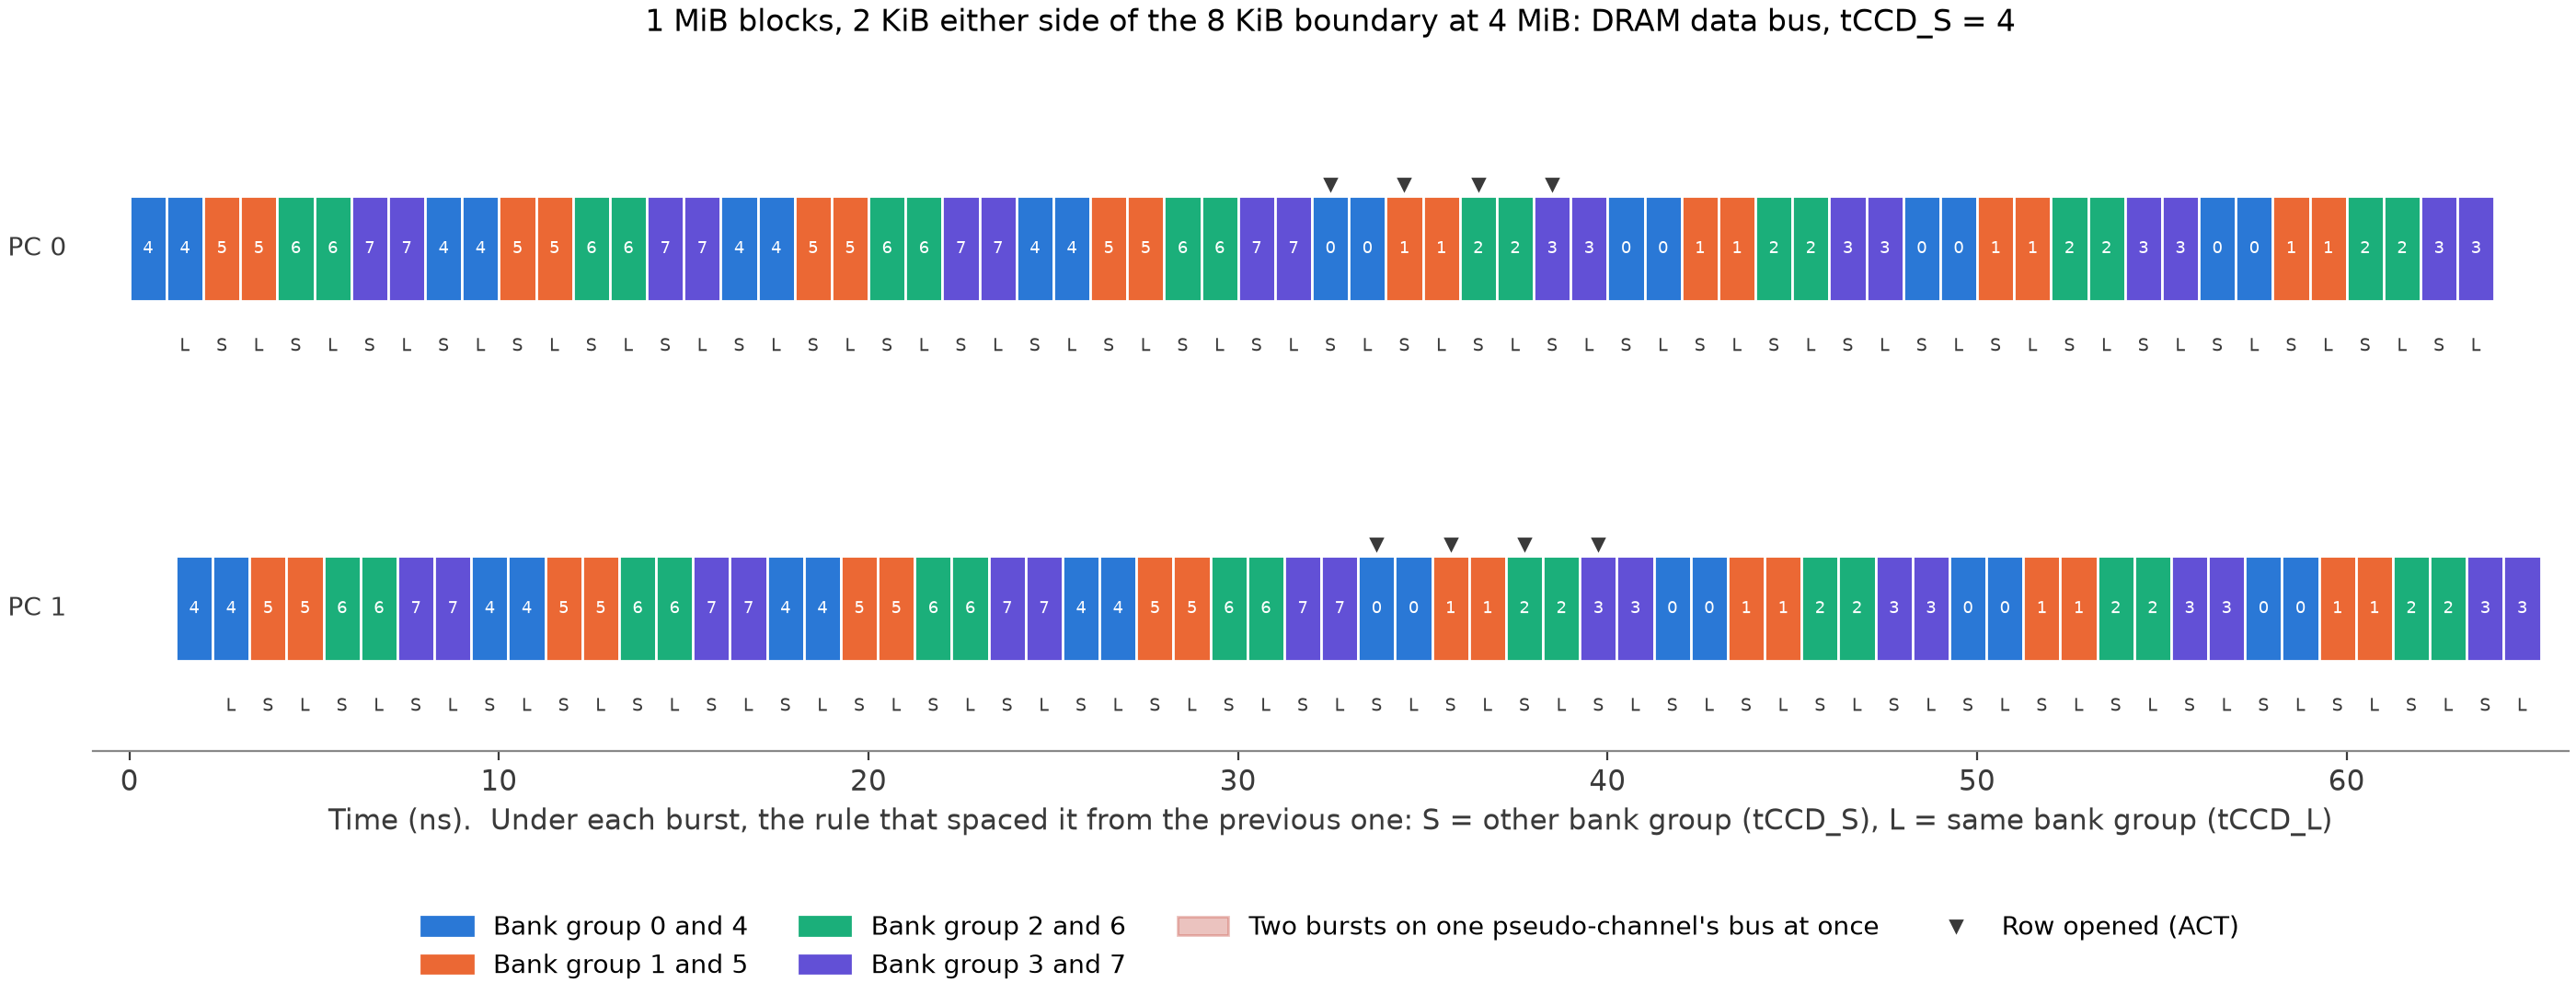 1 MiB blocks, 2 KiB either side of the 8 KiB boundary at 4 MiB: DRAM data bus, tCCD_S = 4
PC 0
4 4 5 5 6 6 7 7 4 4 5 5 6 6 7 7 4 4 5 5 6 6 7 7 4 4 5 5 6 6 7 7 0 0 1 1 2 2 3 3 0 0 1 1 2 2 3 3 0 0 1 1 2 2 3 3 0 0 1 1 2 2 3 3
L S L S L S L S L S L S L S L S L S L S L S L S L S L S L S L S L S L S L S L S L S L S L S L S L S L S L S L S L S L S L S L S L
PC 1
4 4 5 5 6 6 7 7 4 4 5 5 6 6 7 7 4 4 5 5 6 6 7 7 4 4 5 5 6 6 7 7 0 0 1 1 2 2 3 3 0 0 1 1 2 2 3 3 0 0 1 1 2 2 3 3 0 0 1 1 2 2 3 3
L S L S L S L S L S L S L S L S L S L S L S L S L S L S L S L S L S L S L S L S L S L S L S L S L S L S L S L S L S L S L S L S L
0 10 20 30 40 50 60
Time (ns).  Under each burst, the rule that spaced it from the previous one: S = other bank group (tCCD_S), L = same bank group (tCCD_L)
Bank group 0 and 4
Bank group 1 and 5
Bank group 2 and 6
Bank group 3 and 7
Two bursts on one pseudo-channel's bus at once
Row opened (ACT)